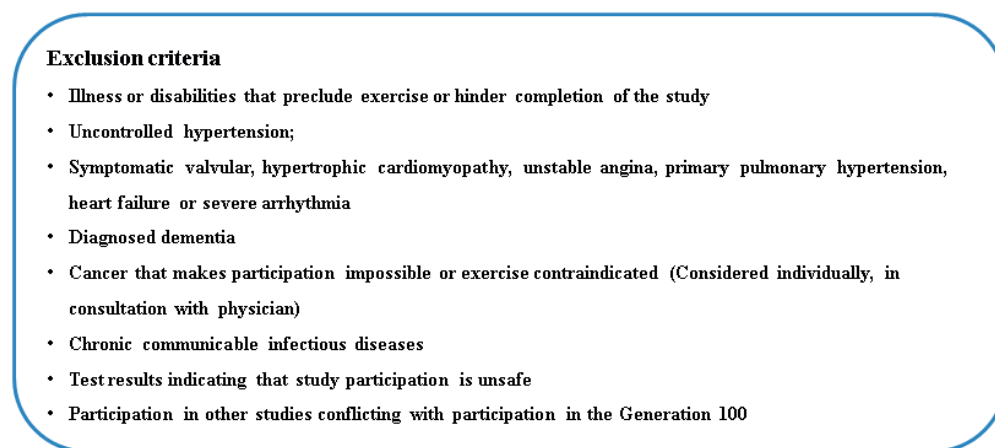 Exclusion criteria
• Illness or disabilities that preclude exercise or hinder completion of the study
• Uncontrolled hypertension;
• Symptomatic valvular, hypertrophic cardiomyopathy, unstable angina, primary pulmonary hypertension,
heart failure or severe arrhythmia
• Diagnosed dementia
• Cancer that makes participation impossible or exercise contraindicated (Considered individually, in
consultation with physician)
• Chronic communicable infectious diseases
• Test results indicating that study participation is unsafe
• Participation in other studies conflicting with participation in the Generation 100